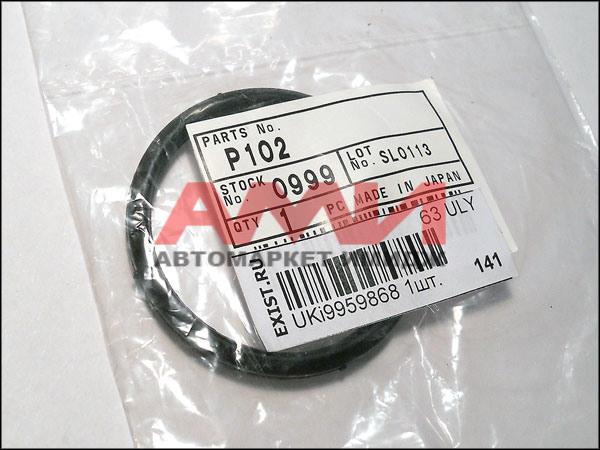 PARTS No.
P102
STOCK No. 0999
LOT No. SL0113
QTY 1 PC MADE IN JAPAN
АМИ
АВТОМАРКЕТ
63 ULY
EXIST.RU
UKi9959868 1шт.
141